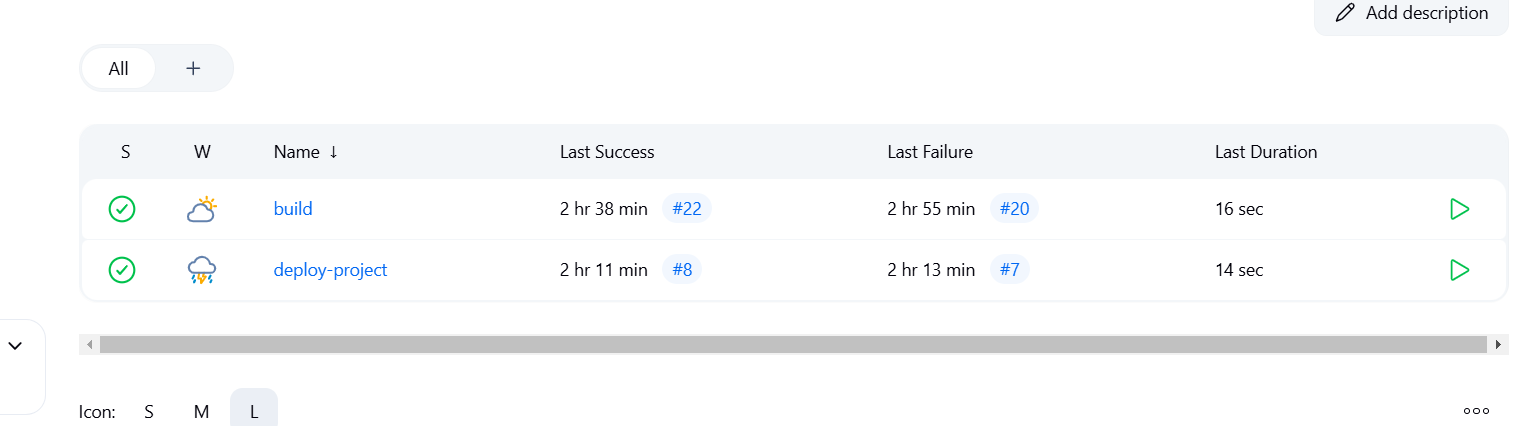 Add description
All +
S W Name ↓ Last Success Last Failure Last Duration
build 2 hr 38 min #22 2 hr 55 min #20 16 sec
deploy-project 2 hr 11 min #8 2 hr 13 min #7 14 sec
Icon: S M L